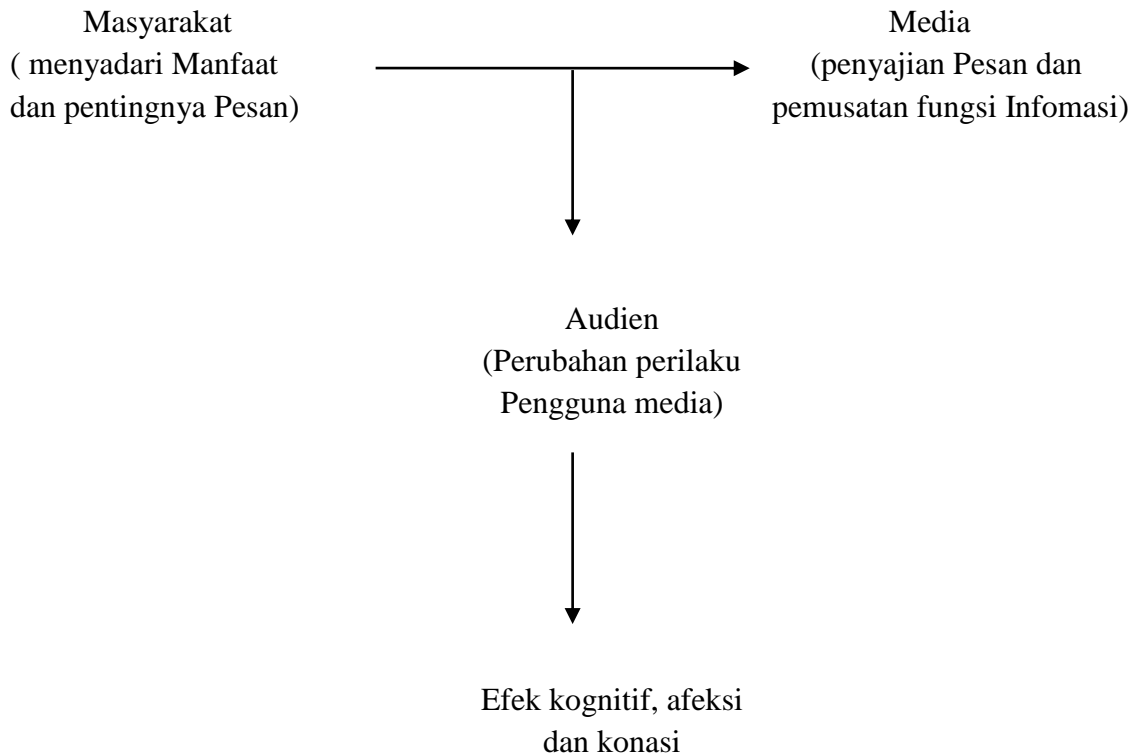 Masyarakat
( menyadari Manfaat
dan pentingnya Pesan)
Media
(penyajian Pesan dan
pemusatan fungsi Infomasi)
Audien
(Perubahan perilaku
Pengguna media)
Efek kognitif, afeksi
dan konasi